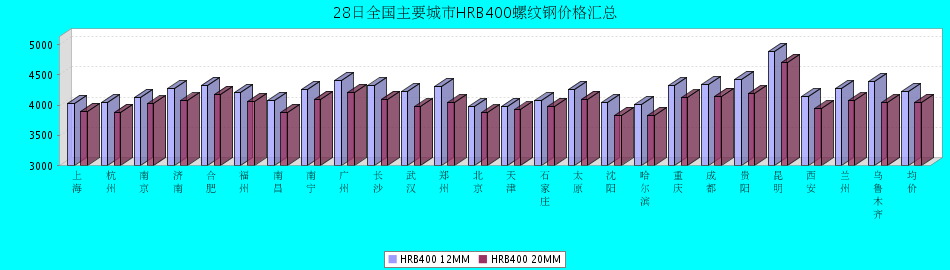 28日全国主要城市HRB400螺纹钢价格汇总
5000
4500
4000
3500
3000
上海
杭州
南京
济南
合肥
福州
南昌
南宁
广州
长沙
武汉
郑州
北京
天津
石家庄
太原
沈阳
哈尔滨
重庆
成都
贵阳
昆明
西安
兰州
乌鲁木齐
均价
HRB400 12MM
HRB400 20MM